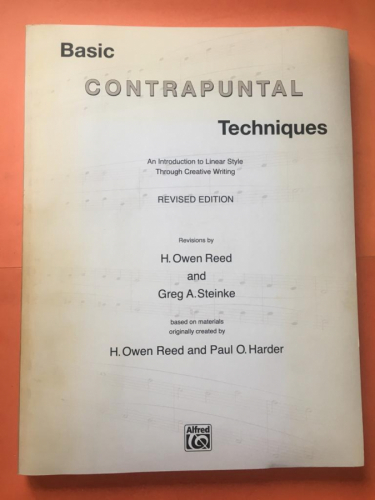 Basic
CONTRAPUNTAL
Techniques
An Introduction to Linear Style
Through Creative Writing
REVISED EDITION
Revisions by
H. Owen Reed
and
Greg A. Steinke
based on materials
originally created by
H. Owen Reed and Paul O. Harder
Alfred